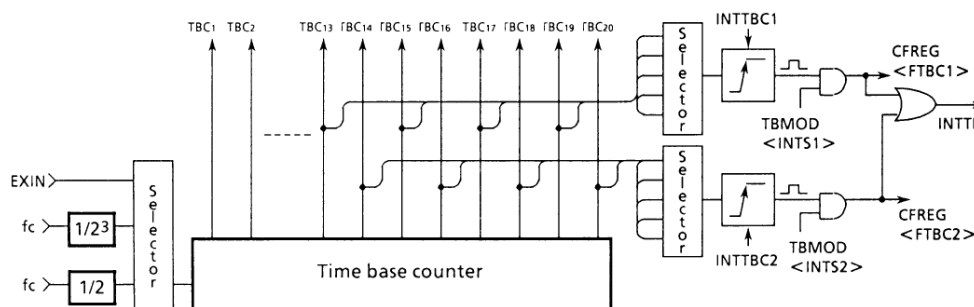 TBC1 TBC2 TBC13 TBC14 TBC15 TBC16 TBC17 TBC18 TBC19 TBC20
Selector
INTTBC1
CFREG
<FTBC1>
TBMOD
<INTS1>
EXIN
fc 1/2³
fc 1/2
Selector
Time base counter
Selector
INTTBC2
TBMOD
<INTS2>
CFREG
<FTBC2>